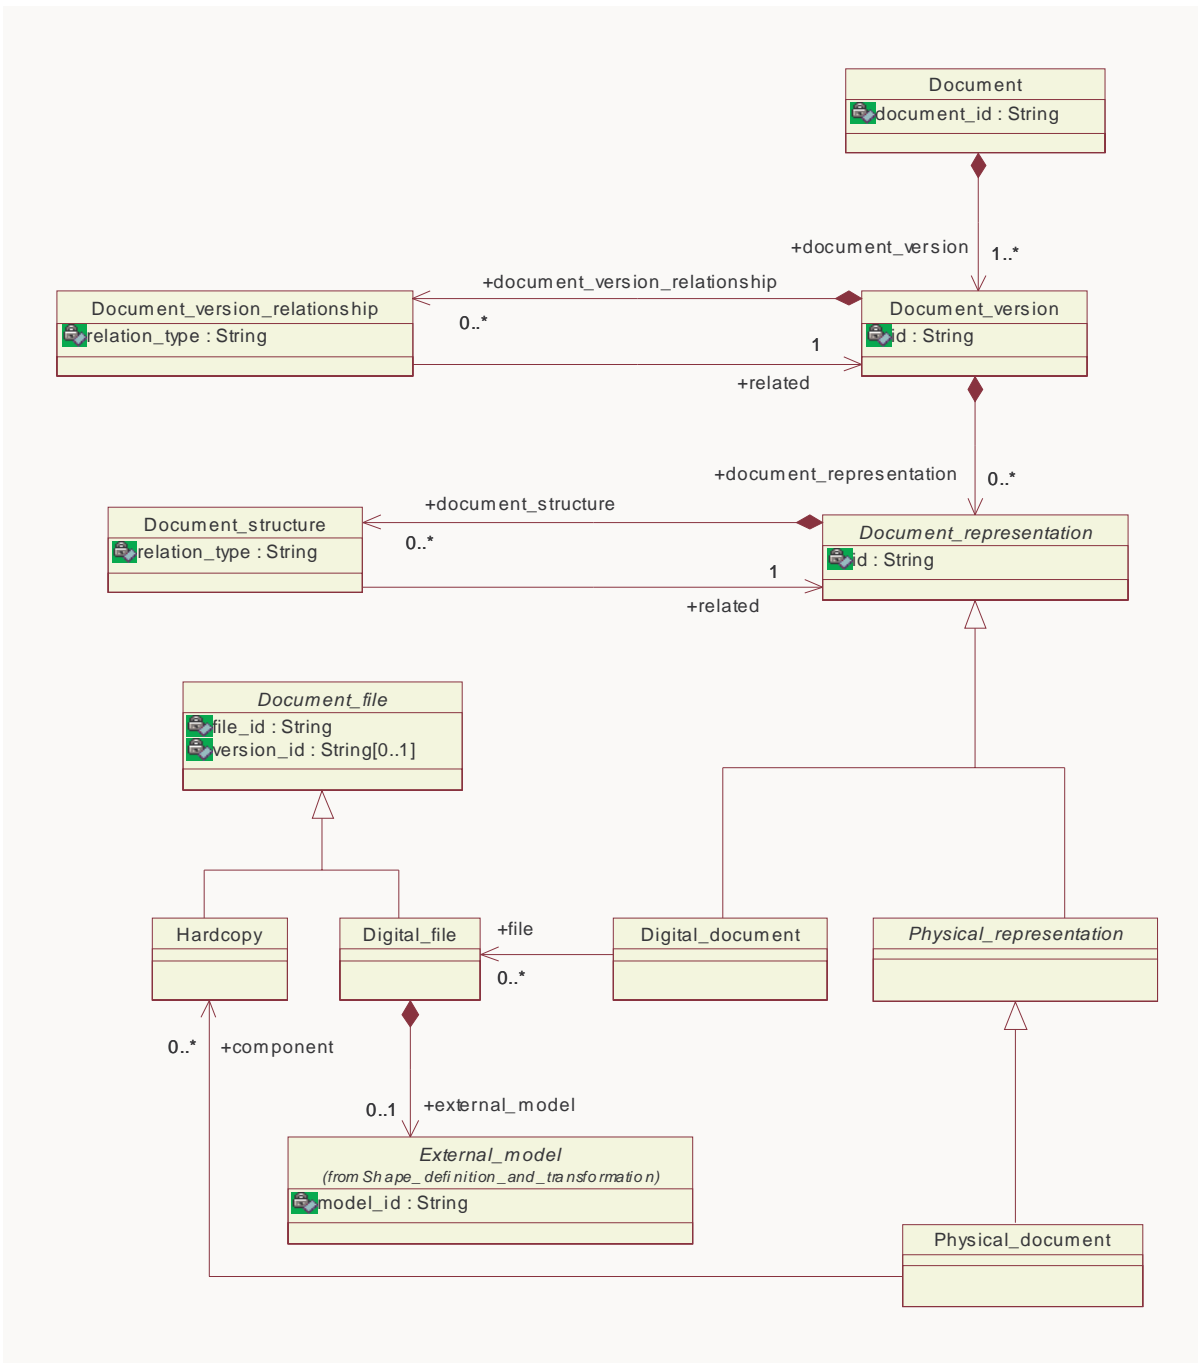 Document
document_id : String
+document_version
1..*
+document_version_relationship
Document_version_relationship
relation_type : String
0..*
Document_version
id : String
1
+related
+document_representation
0..*
+document_structure
Document_structure
relation_type : String
0..*
Document_representation
id : String
1
+related
Document_file
file_id : String
version_id : String[0..1]
Hardcopy
Digital_file
+file
0..*
Digital_document
Physical_representation
0..*
+component
0..1
+external_model
External_model
(from Shape_definition_and_transformation)
model_id : String
Physical_document